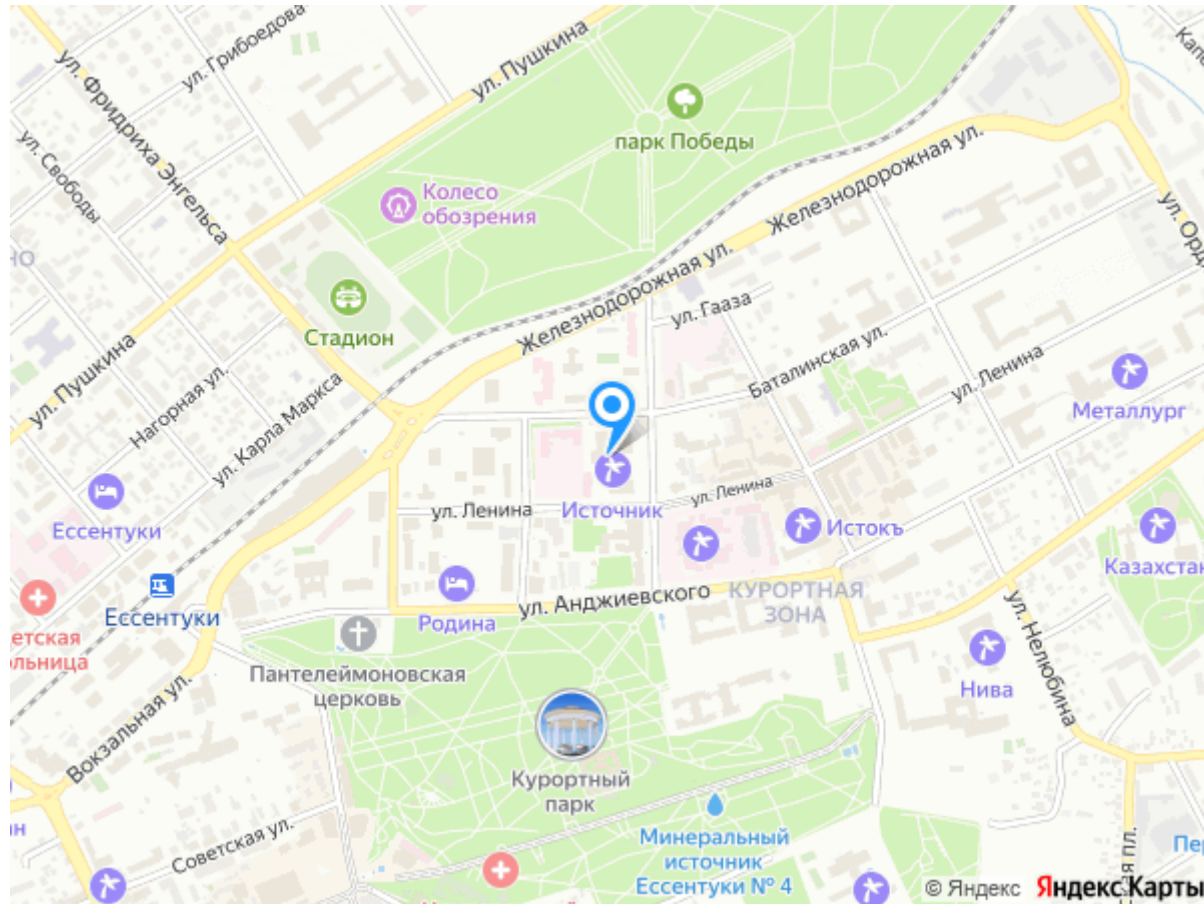 ул. Грибоедова
ул. Пушкина
ул. Фридриха Энгельса
ул. Свободы
парк Победы
Железнодорожная ул.
Колесо
обозрения
Железнодорожная ул.
ул. Гааза
Стадион
ул. Пушкина
Нагорная ул.
ул. Карла Маркса
Баталинская ул.
ул. Ленина
Металлург
Ессентуки
ул. Ленина
Источник
ул. Ленина
Истокъ
Казахстан
Ессентуки
Родина
ул. Анджиевского
КУРОРТНАЯ
ЗОНА
ул. Нелюбина
Пантелеймоновская
церковь
Нива
Вокзальная ул.
Курортный
парк
Советская ул.
Минеральный
источник
Ессентуки № 4
© Яндекс Яндекс Карты